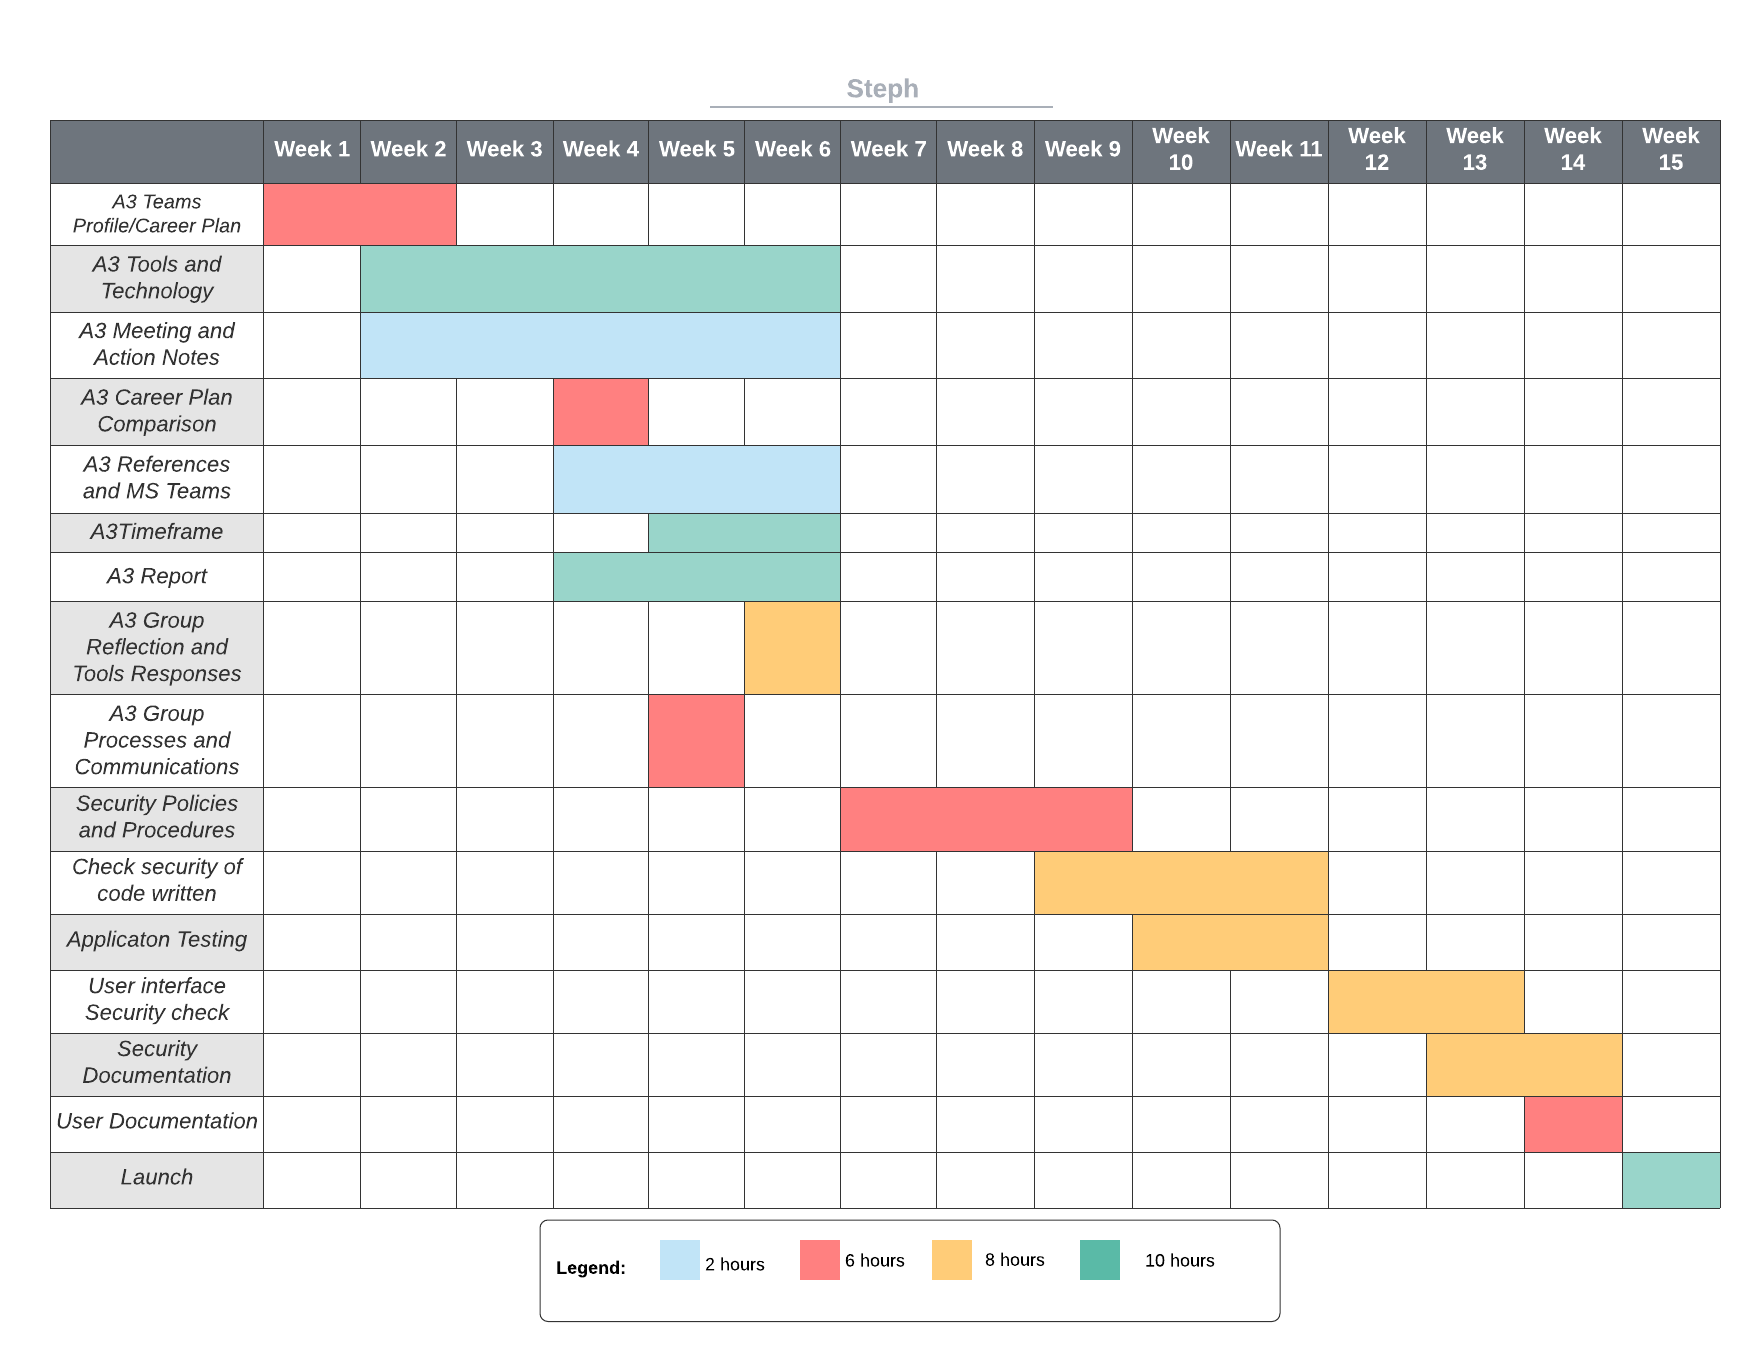 Steph
Week 1 Week 2 Week 3 Week 4 Week 5 Week 6 Week 7 Week 8 Week 9 Week 10 Week 11 Week 12 Week 13 Week 14 Week 15
A3 Teams
Profile/Career Plan
A3 Tools and
Technology
A3 Meeting and
Action Notes
A3 Career Plan
Comparison
A3 References
and MS Teams
A3Timeframe
A3 Report
A3 Group
Reflection and
Tools Responses
A3 Group
Processes and
Communications
Security Policies
and Procedures
Check security of
code written
Applicaton Testing
User interface
Security check
Security
Documentation
User Documentation
Launch
Legend: 2 hours 6 hours 8 hours 10 hours